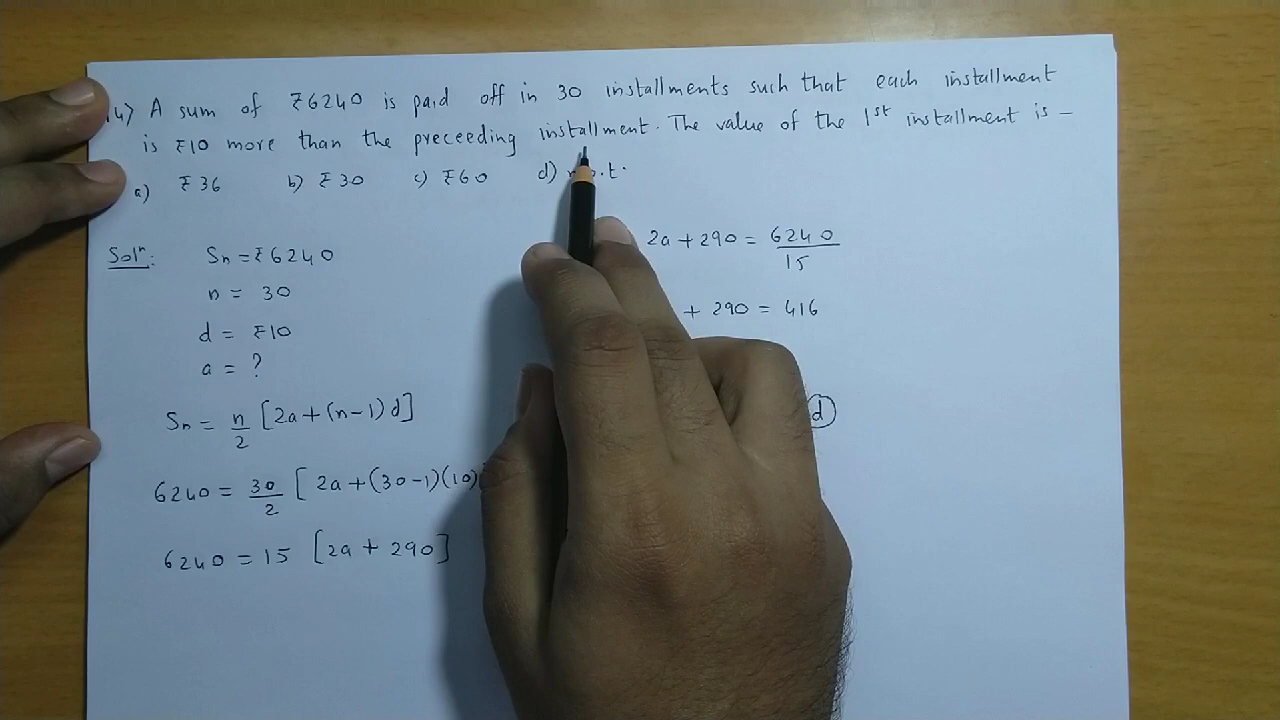 4) A sum of ₹6240 is paid off in 30 installments such that each installment
is ₹10 more than the preceeding installment. The value of the 1st installment is –
a) ₹36 b) ₹30 c) ₹60 d)
Solⁿ: Sn = ₹6240
n = 30
d = ₹10
a = ?
Sn = n/2 [2a+(n-1)d]
6240 = 30/2 [2a+(30-1)(10)
6240 = 15 [2a + 290]
2a + 290 = 6240/15
+ 290 = 416
d